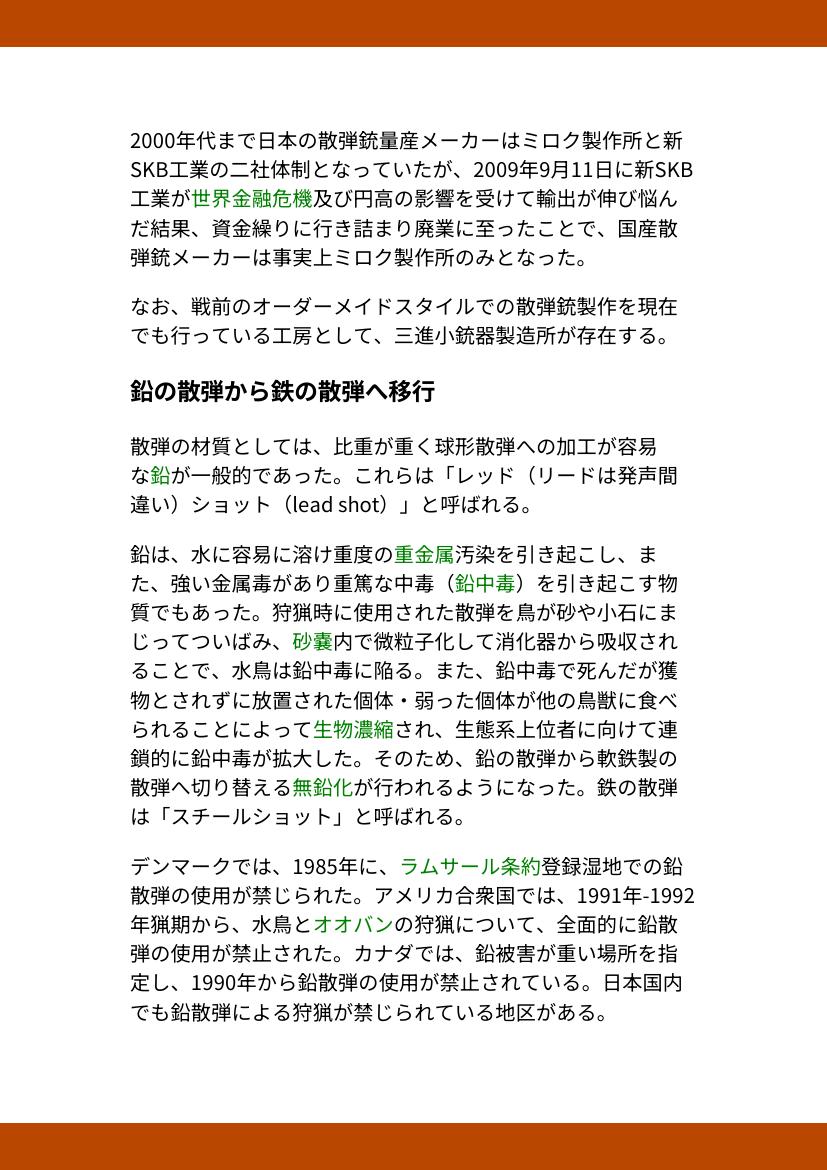 2000年代まで日本の散弾銃量産メーカーはミロク製作所と新
SKB工業の二社体制となっていたが、2009年9月11日に新SKB
工業が世界金融危機及び円高の影響を受けて輸出が伸び悩ん
だ結果、資金繰りに行き詰まり廃業に至ったことで、国産散
弾銃メーカーは事実上ミロク製作所のみとなった。
なお、戦前のオーダーメイドスタイルでの散弾銃製作を現在
でも行っている工房として、三進小銃器製造所が存在する。
鉛の散弾から鉄の散弾へ移行
散弾の材質としては、比重が重く球形散弾への加工が容易
な鉛が一般的であった。これらは「レッド（リードは発声間
違い）ショット（lead shot）」と呼ばれる。
鉛は、水に容易に溶け重度の重金属汚染を引き起こし、ま
た、強い金属毒があり重篤な中毒（鉛中毒）を引き起こす物
質でもあった。狩猟時に使用された散弾を鳥が砂や小石にま
じってついばみ、砂嚢内で微粒子化して消化器から吸収され
ることで、水鳥は鉛中毒に陥る。また、鉛中毒で死んだが獲
物とされずに放置された個体・弱った個体が他の鳥獣に食べ
られることによって生物濃縮され、生態系上位者に向けて連
鎖的に鉛中毒が拡大した。そのため、鉛の散弾から軟鉄製の
散弾へ切り替える無鉛化が行われるようになった。鉄の散弾
は「スチールショット」と呼ばれる。
デンマークでは、1985年に、ラムサール条約登録湿地での鉛
散弾の使用が禁じられた。アメリカ合衆国では、1991年-1992
年猟期から、水鳥とオオバンの狩猟について、全面的に鉛散
弾の使用が禁止された。カナダでは、鉛被害が重い場所を指
定し、1990年から鉛散弾の使用が禁止されている。日本国内
でも鉛散弾による狩猟が禁じられている地区がある。